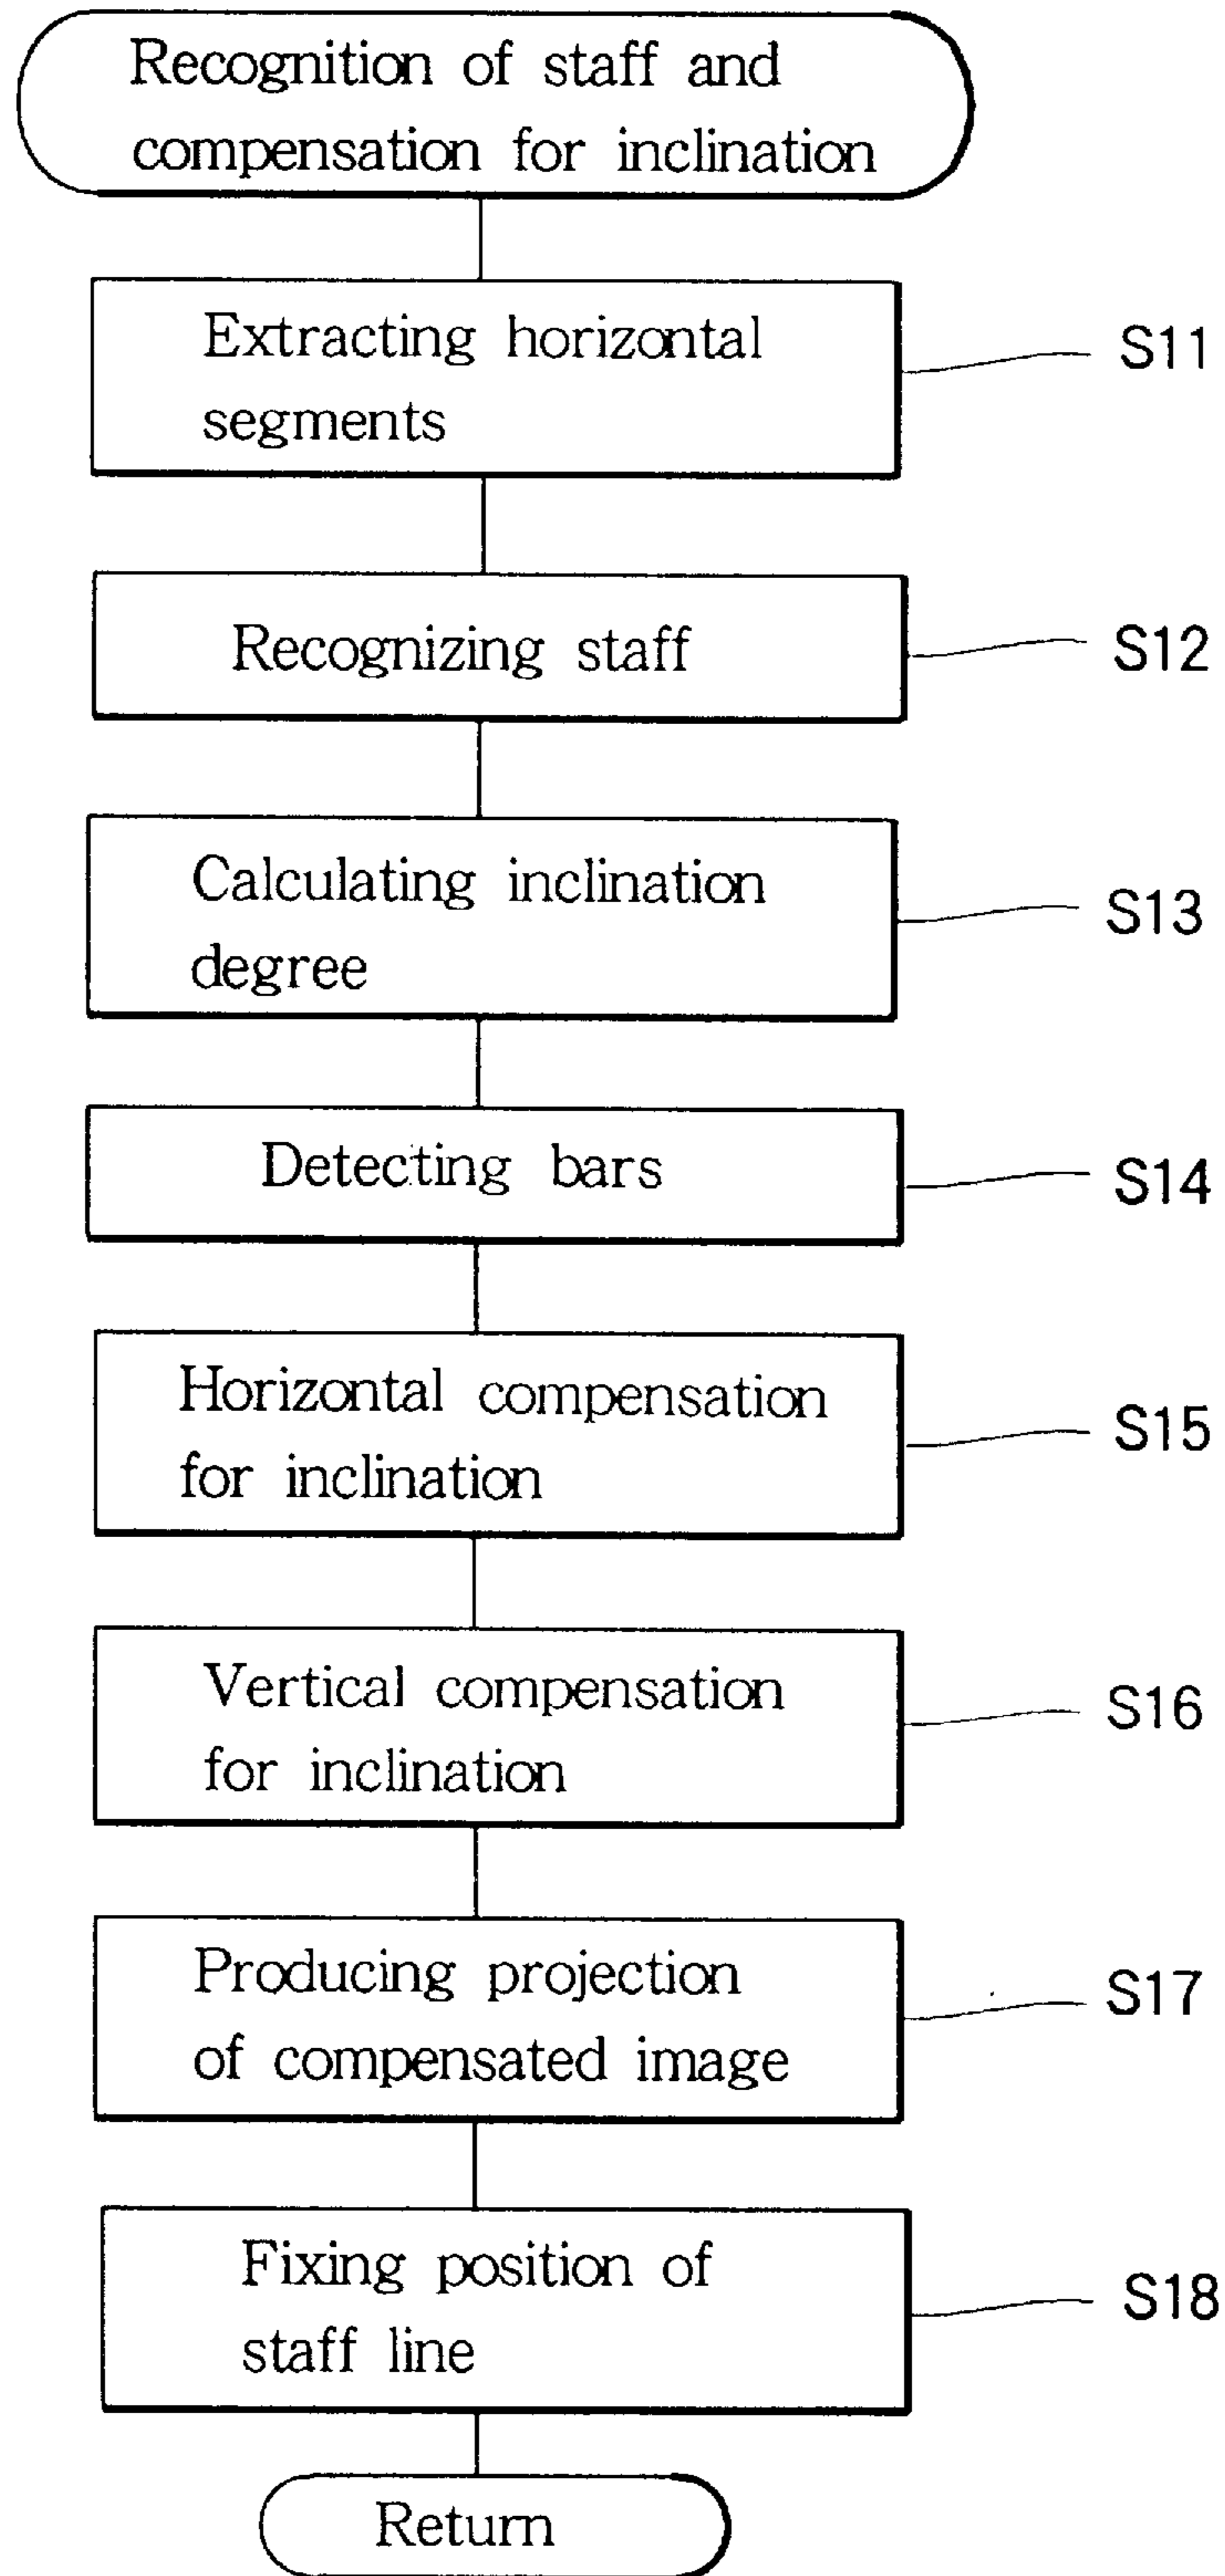 Recognition of staff and
compensation for inclination
Extracting horizontal
segments
S11
Recognizing staff
S12
Calculating inclination
degree
S13
Detecting bars
S14
Horizontal compensation
for inclination
S15
Vertical compensation
for inclination
S16
Producing projection
of compensated image
S17
Fixing position of
staff line
S18
Return